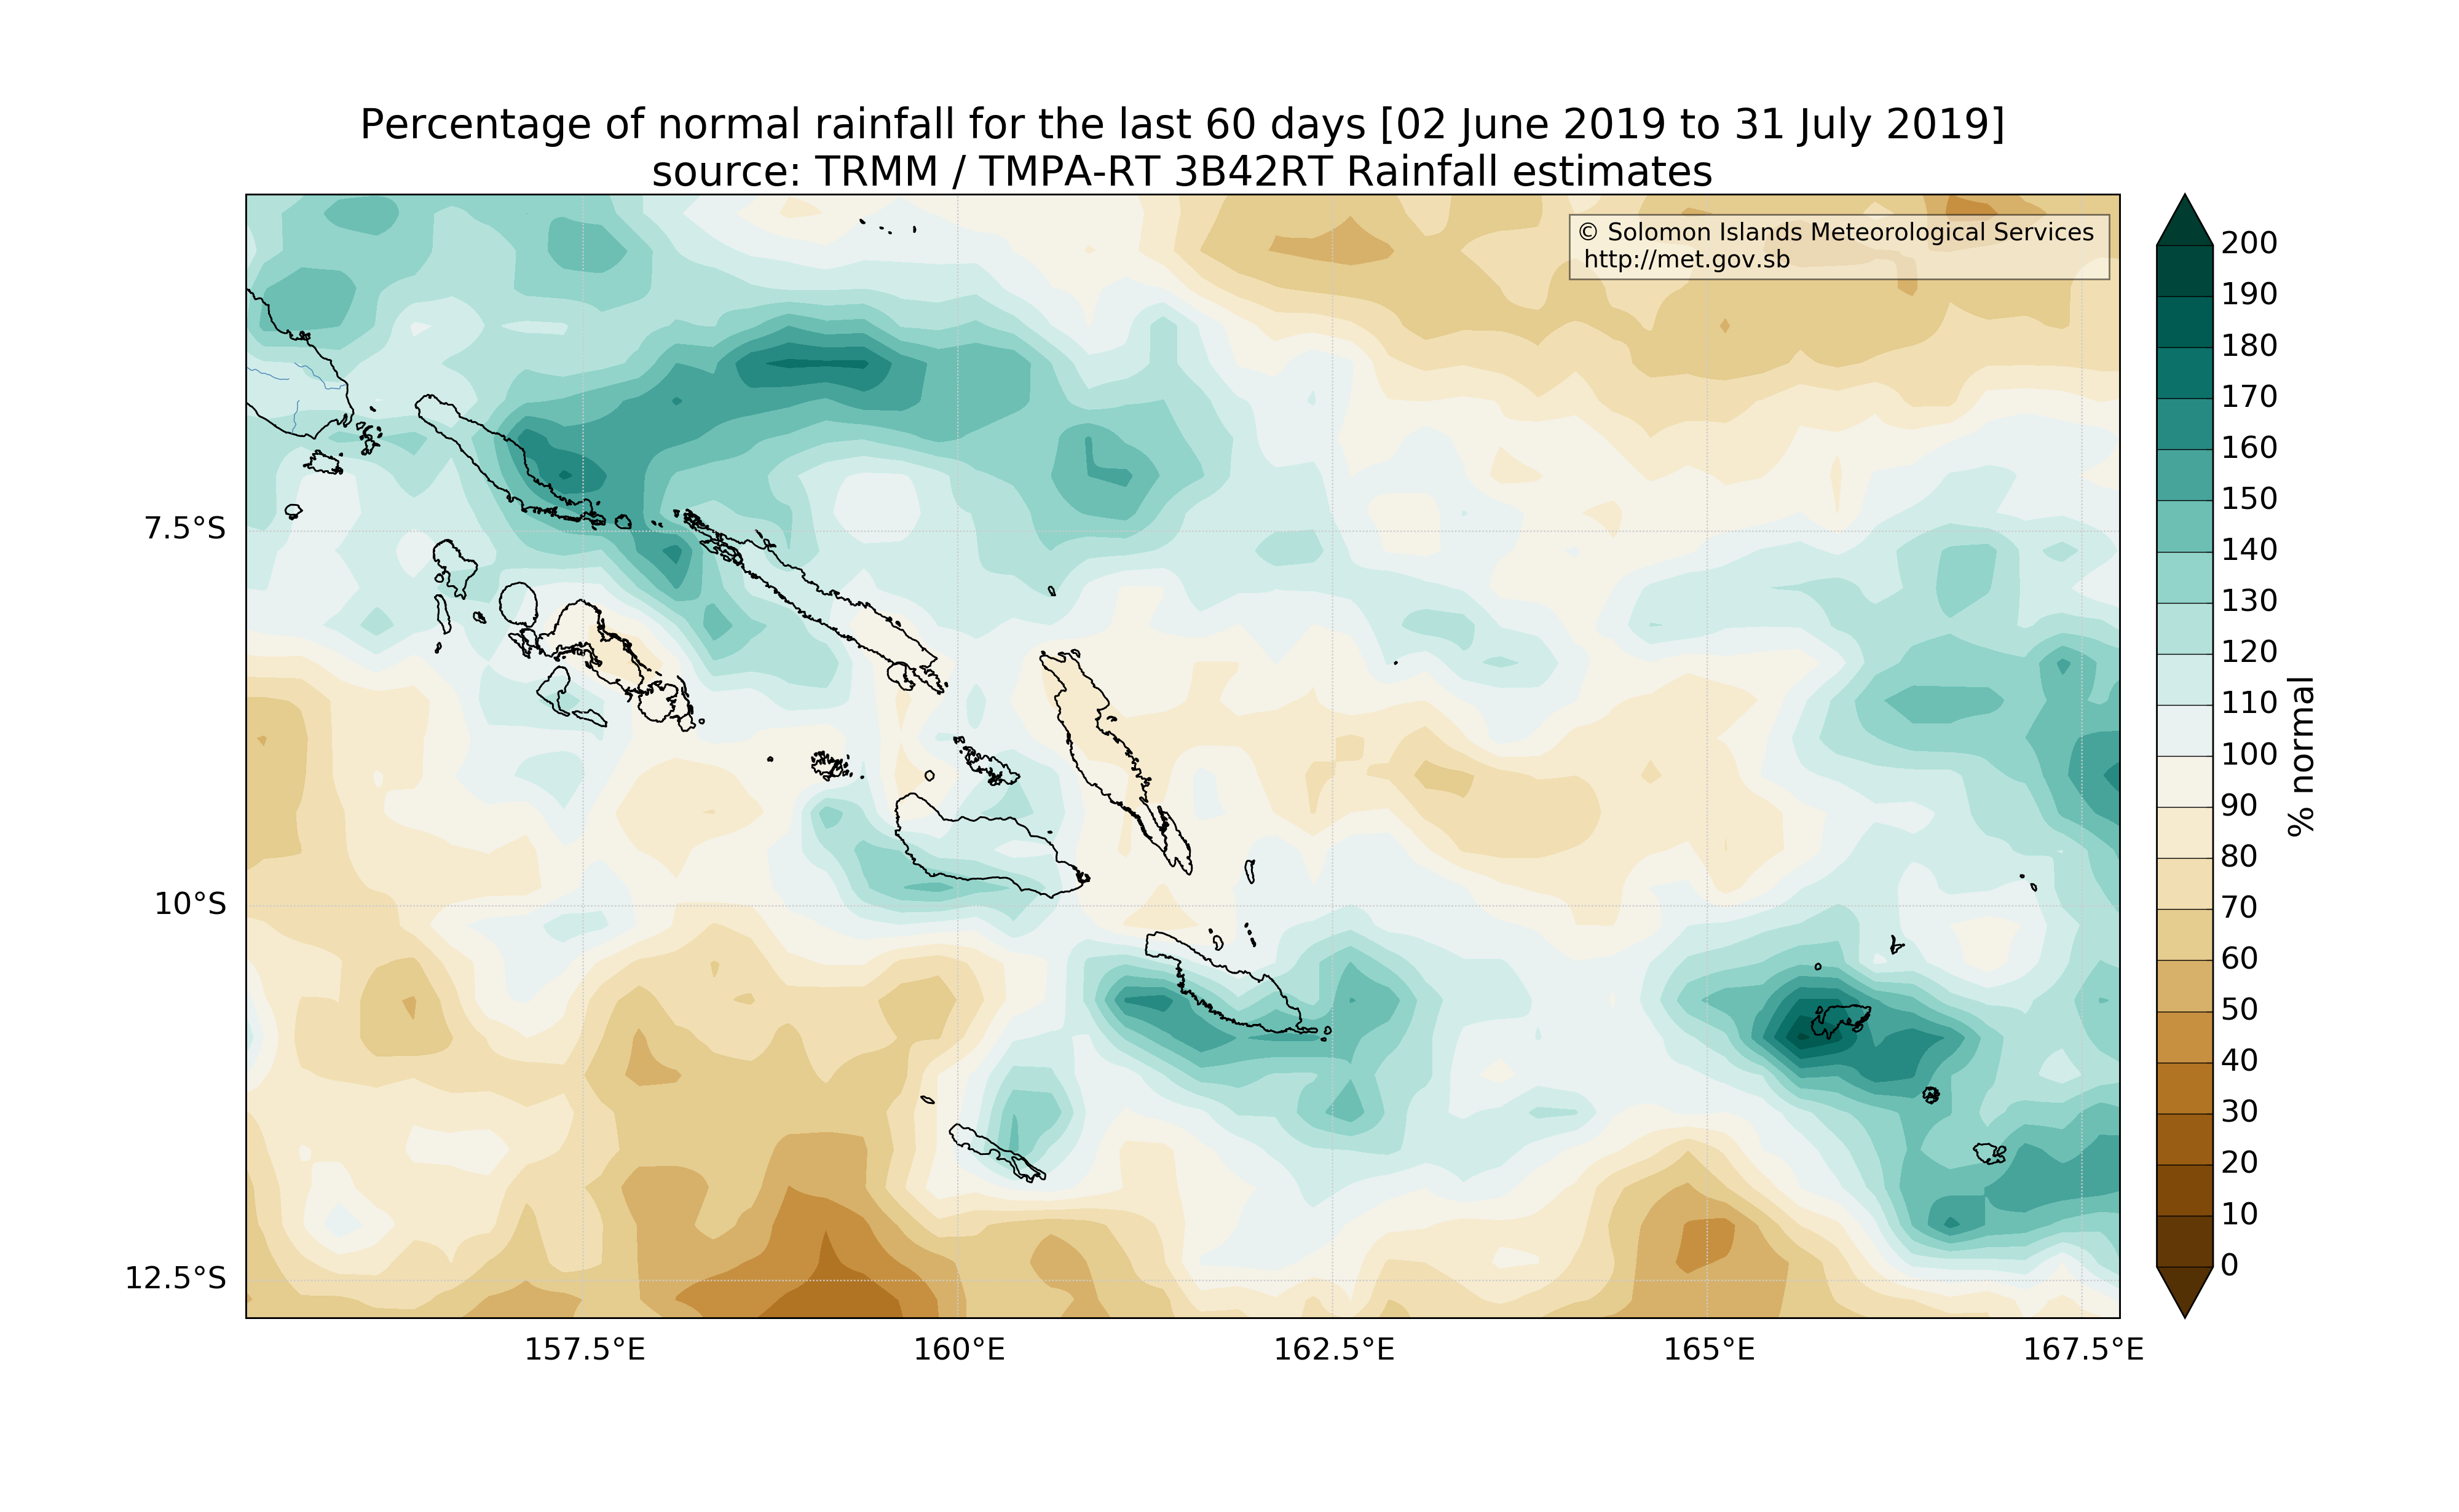 Percentage of normal rainfall for the last 60 days [02 June 2019 to 31 July 2019]
source: TRMM / TMPA-RT 3B42RT Rainfall estimates
© Solomon Islands Meteorological Services
http://met.gov.sb
7.5°S
10°S
12.5°S
157.5°E
160°E
162.5°E
165°E
167.5°E
200
190
180
170
160
150
140
130
120
110
100
90
80
70
60
50
40
30
20
10
0
% normal